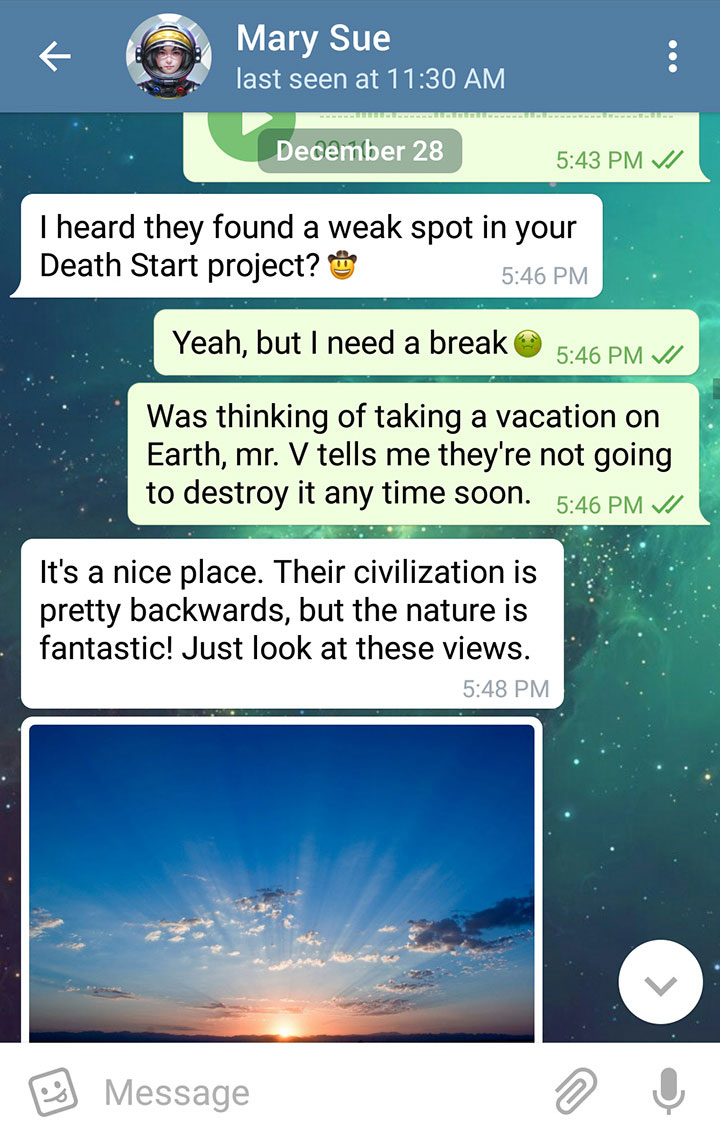 Mary Sue
last seen at 11:30 AM
December 28
5:43 PM
I heard they found a weak spot in your
Death Start project? 🤠
5:46 PM
Yeah, but I need a break 🤢
5:46 PM
Was thinking of taking a vacation on
Earth, mr. V tells me they're not going
to destroy it any time soon.
5:46 PM
It's a nice place. Their civilization is
pretty backwards, but the nature is
fantastic! Just look at these views.
5:48 PM
Message